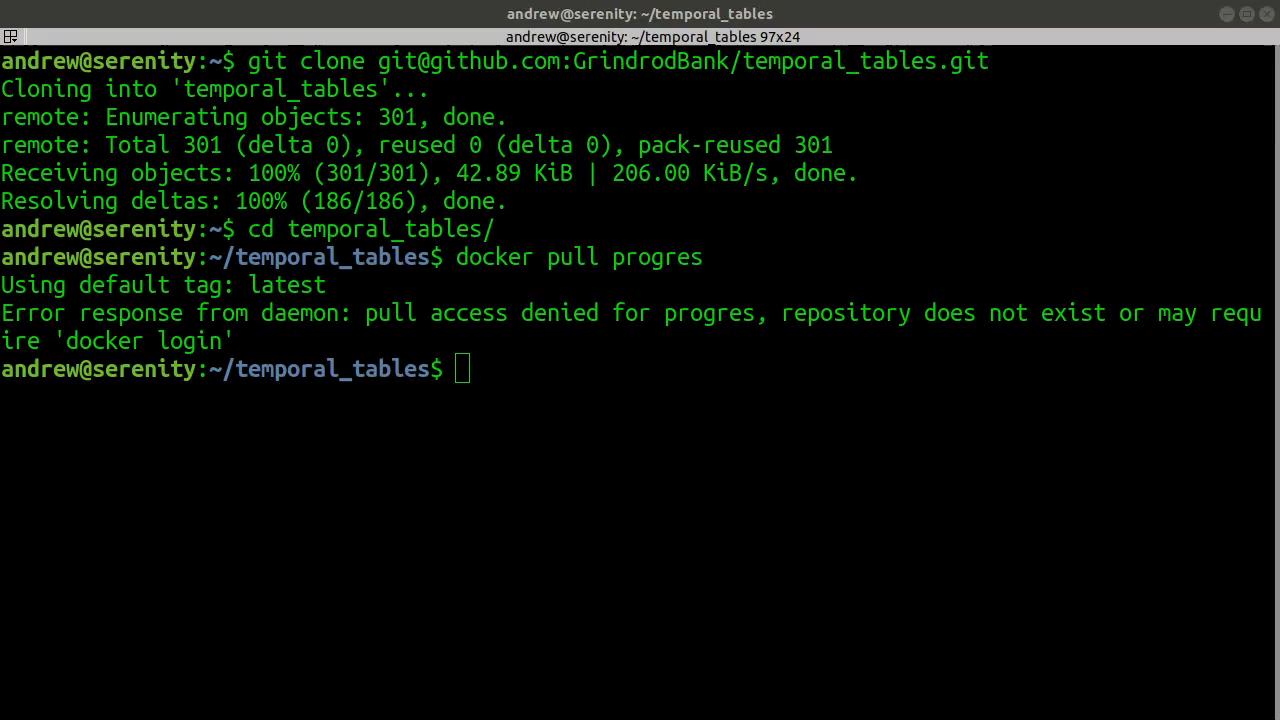 andrew@serenity: ~/temporal_tables
andrew@serenity: ~/temporal_tables 97x24
andrew@serenity:~$ git clone git@github.com:GrindrodBank/temporal_tables.git
Cloning into 'temporal_tables'...
remote: Enumerating objects: 301, done.
remote: Total 301 (delta 0), reused 0 (delta 0), pack-reused 301
Receiving objects: 100% (301/301), 42.89 KiB | 206.00 KiB/s, done.
Resolving deltas: 100% (186/186), done.
andrew@serenity:~$ cd temporal_tables/
andrew@serenity:~/temporal_tables$ docker pull progres
Using default tag: latest
Error response from daemon: pull access denied for progres, repository does not exist or may requ
ire 'docker login'
andrew@serenity:~/temporal_tables$